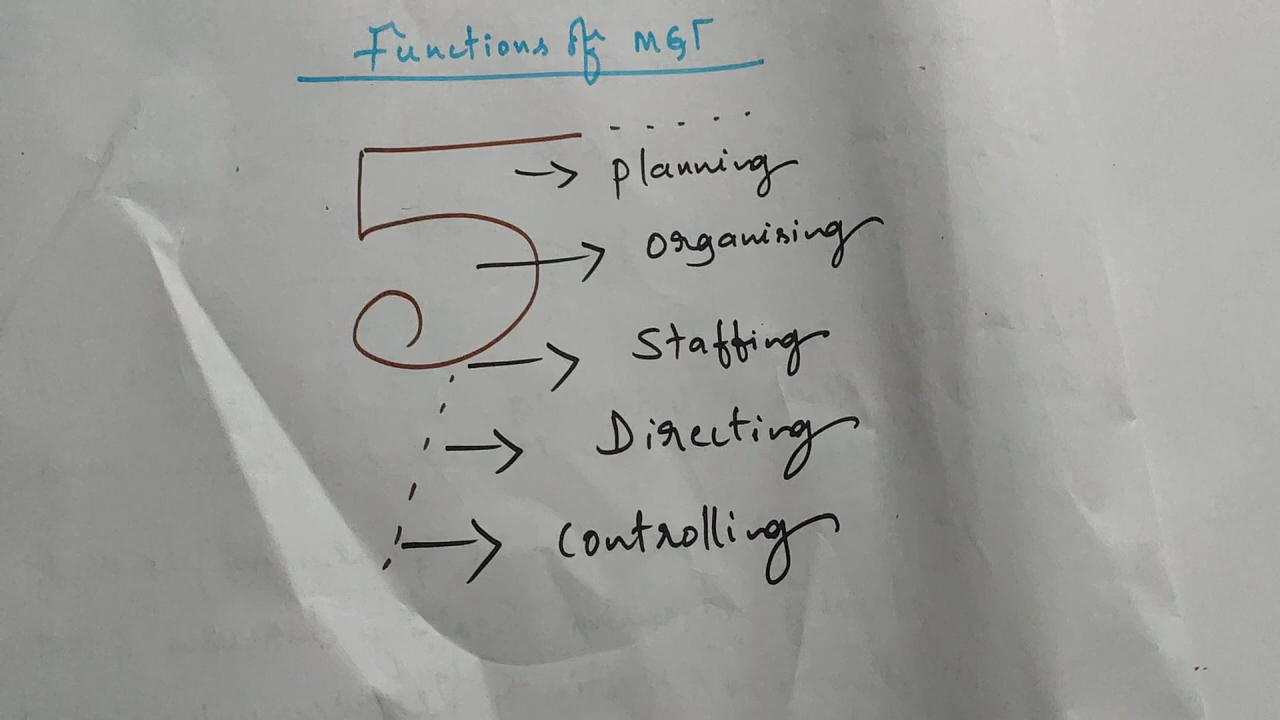 Functions of MGT
5
→ planning
→ organising
→ Staffing
→ Directing
→ controlling